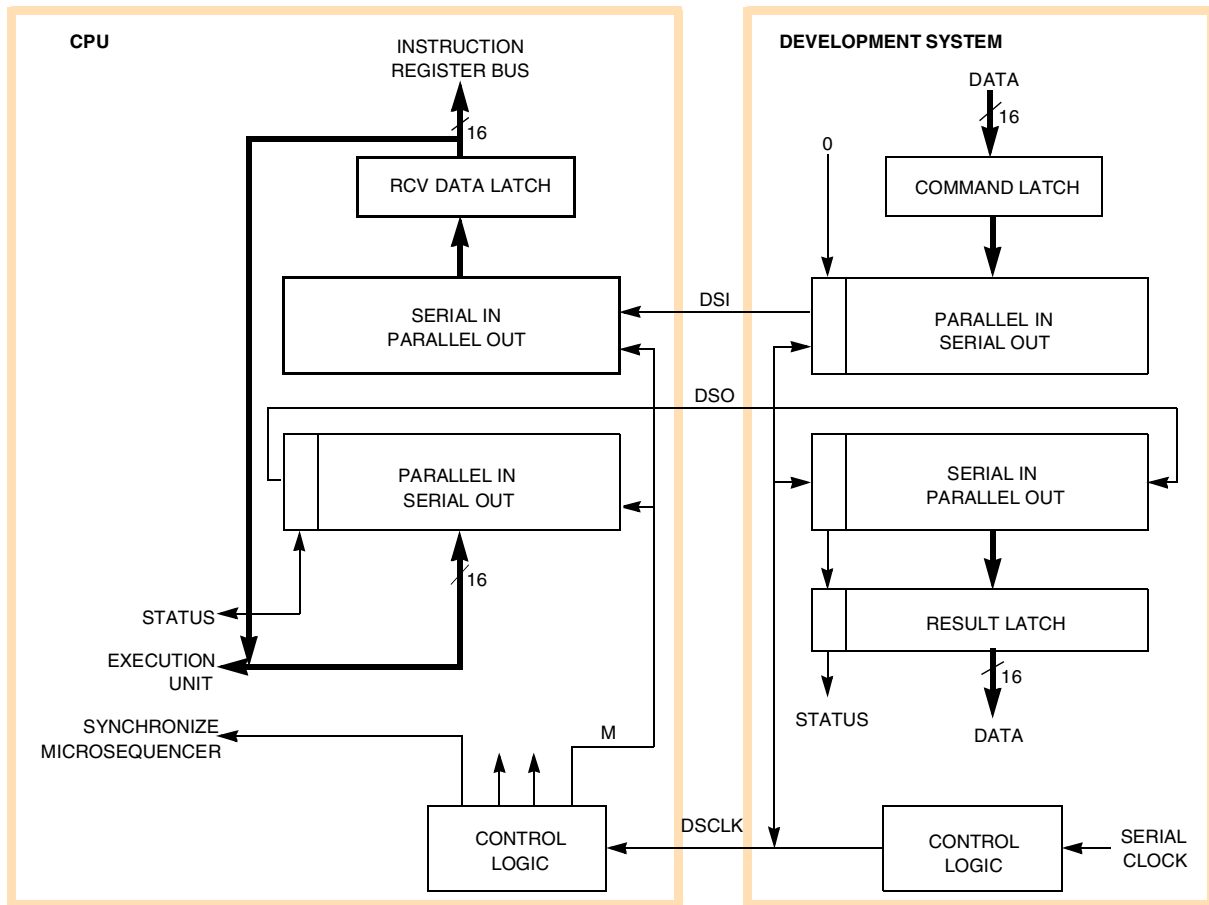 CPU
INSTRUCTION
REGISTER BUS
16
RCV DATA LATCH
SERIAL IN
PARALLEL OUT
PARALLEL IN
SERIAL OUT
16
STATUS
EXECUTION
UNIT
SYNCHRONIZE
MICROSEQUENCER
M
CONTROL
LOGIC
DSI
DSO
DSCLK
DEVELOPMENT SYSTEM
DATA
16
0
COMMAND LATCH
PARALLEL IN
SERIAL OUT
SERIAL IN
PARALLEL OUT
RESULT LATCH
16
STATUS
DATA
CONTROL
LOGIC
SERIAL
CLOCK